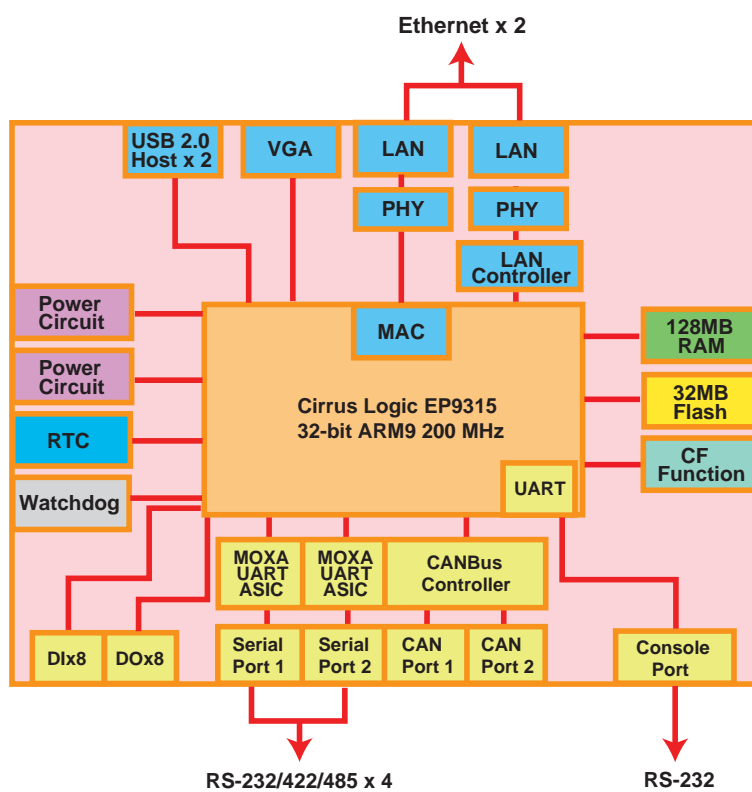 Ethernet x 2
USB 2.0
Host x 2
VGA
LAN
LAN
PHY
PHY
LAN
Controller
Power
Circuit
MAC
128MB
RAM
Power
Circuit
Cirrus Logic EP9315
32-bit ARM9 200 MHz
32MB
Flash
RTC
CF
Function
Watchdog
UART
MOXA
UART
ASIC
MOXA
UART
ASIC
CANBus
Controller
DIx8
DOx8
Serial
Port 1
Serial
Port 2
CAN
Port 1
CAN
Port 2
Console
Port
RS-232/422/485 x 4
RS-232